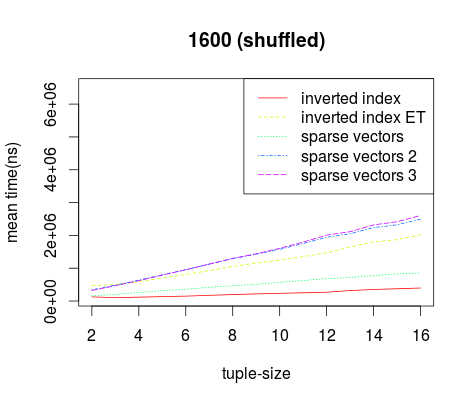 1600 (shuffled)
inverted index
inverted index ET
sparse vectors
sparse vectors 2
sparse vectors 3
mean time(ns)
6e+06
4e+06
2e+06
0e+00
2 4 6 8 10 12 14 16
tuple-size